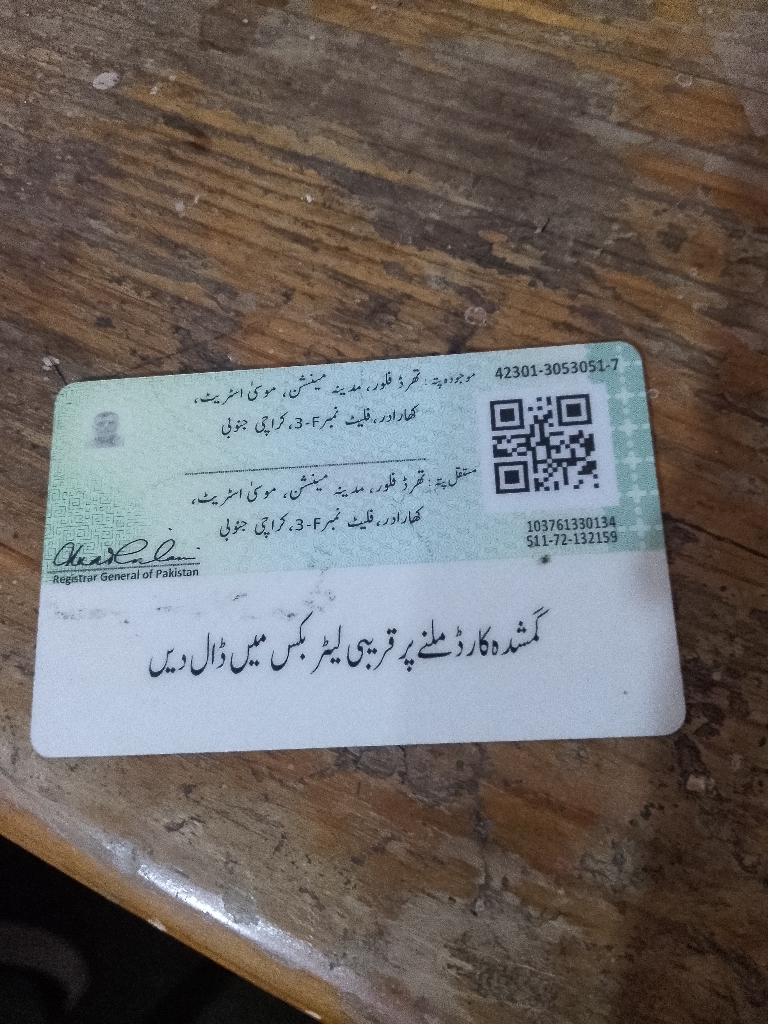 42301-3053051-7
موجودہ پتہ: تھرڈ فلور، مدینہ مینشن، موسیٰ اسٹریٹ،
کھارادر، فلیٹ نمبر F-3، کراچی جنوبی
مستقل پتہ: تھرڈ فلور، مدینہ مینشن، موسیٰ اسٹریٹ،
کھارادر، فلیٹ نمبر F-3، کراچی جنوبی
103761330134
511-72-132159
Registrar General of Pakistan
گمشدہ کارڈ ملنے پر قریبی لیٹر بکس میں ڈال دیں